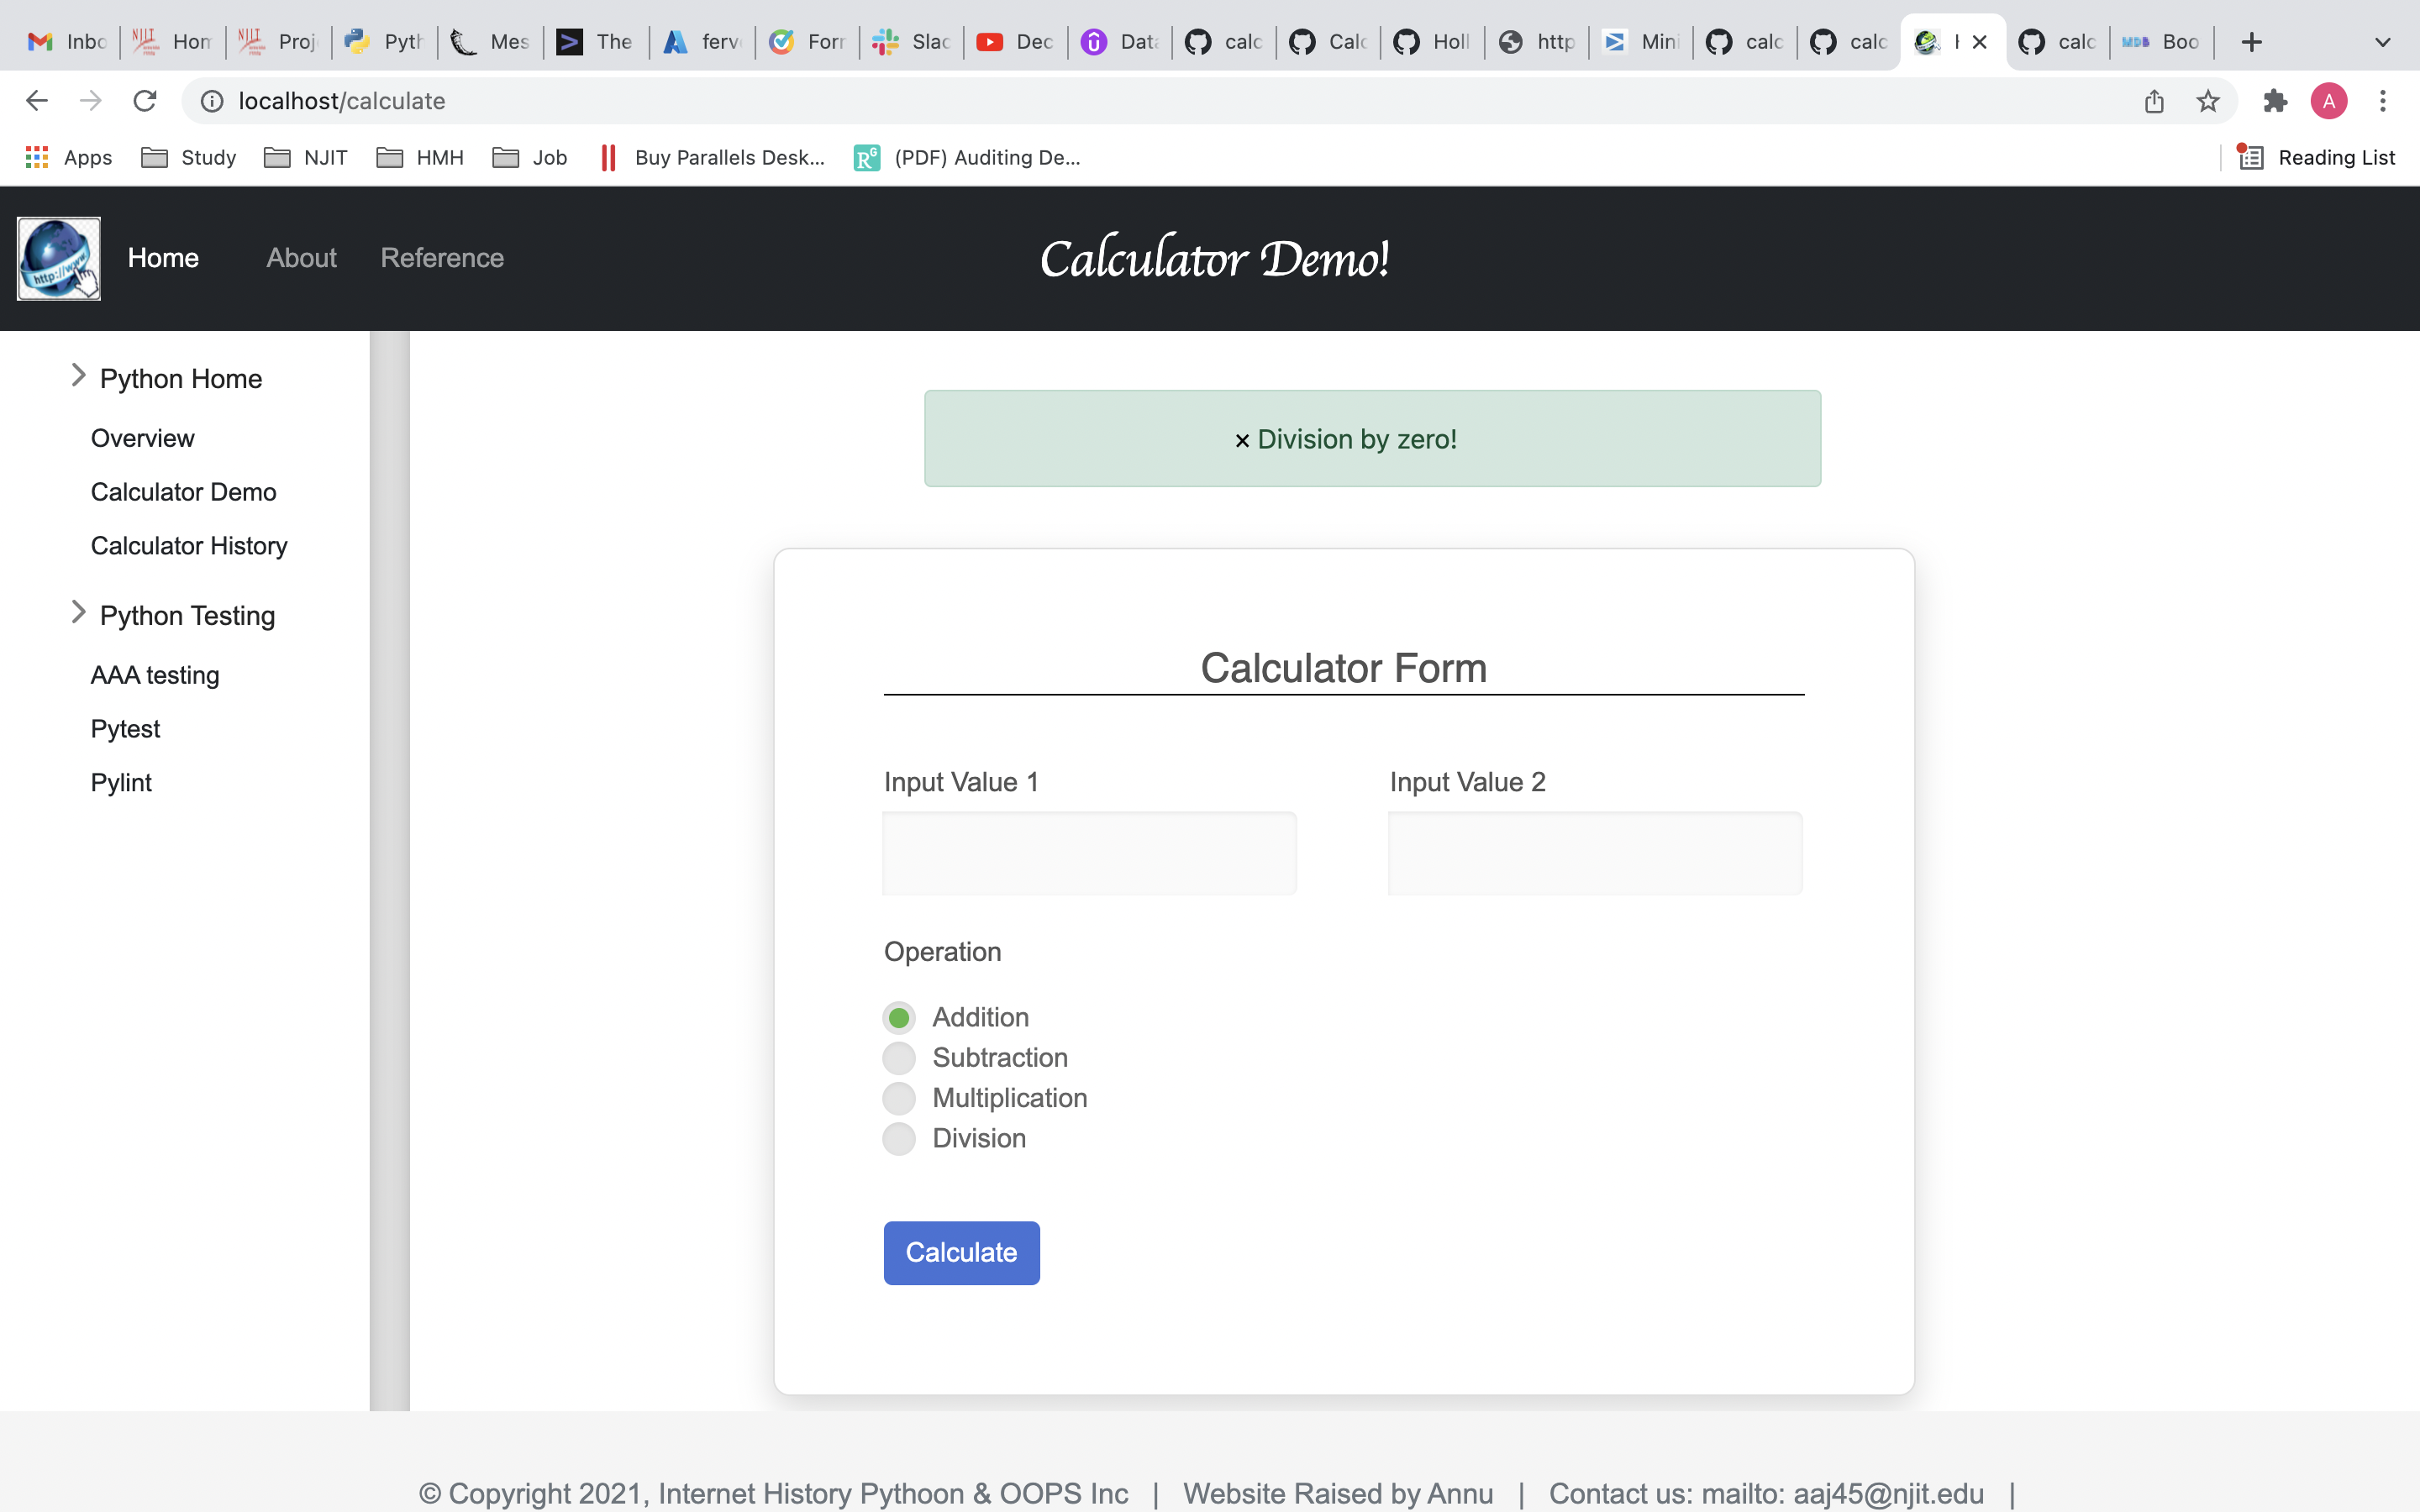 Inbo Hom Proj Pyth Mes The ferv Forr Slac Dec Data calc Calc Holl http Mini calc calc calc Boo
localhost/calculate A
Apps Study NJIT HMH Job Buy Parallels Desk... (PDF) Auditing De... Reading List
Home About Reference Calculator Demo!
Python Home
Overview
Calculator Demo
Calculator History
Python Testing
AAA testing
Pytest
Pylint
× Division by zero!
Calculator Form
Input Value 1 Input Value 2
Operation
Addition
Subtraction
Multiplication
Division
Calculate
© Copyright 2021, Internet History Pythoon & OOPS Inc | Website Raised by Annu | Contact us: mailto: aaj45@njit.edu |